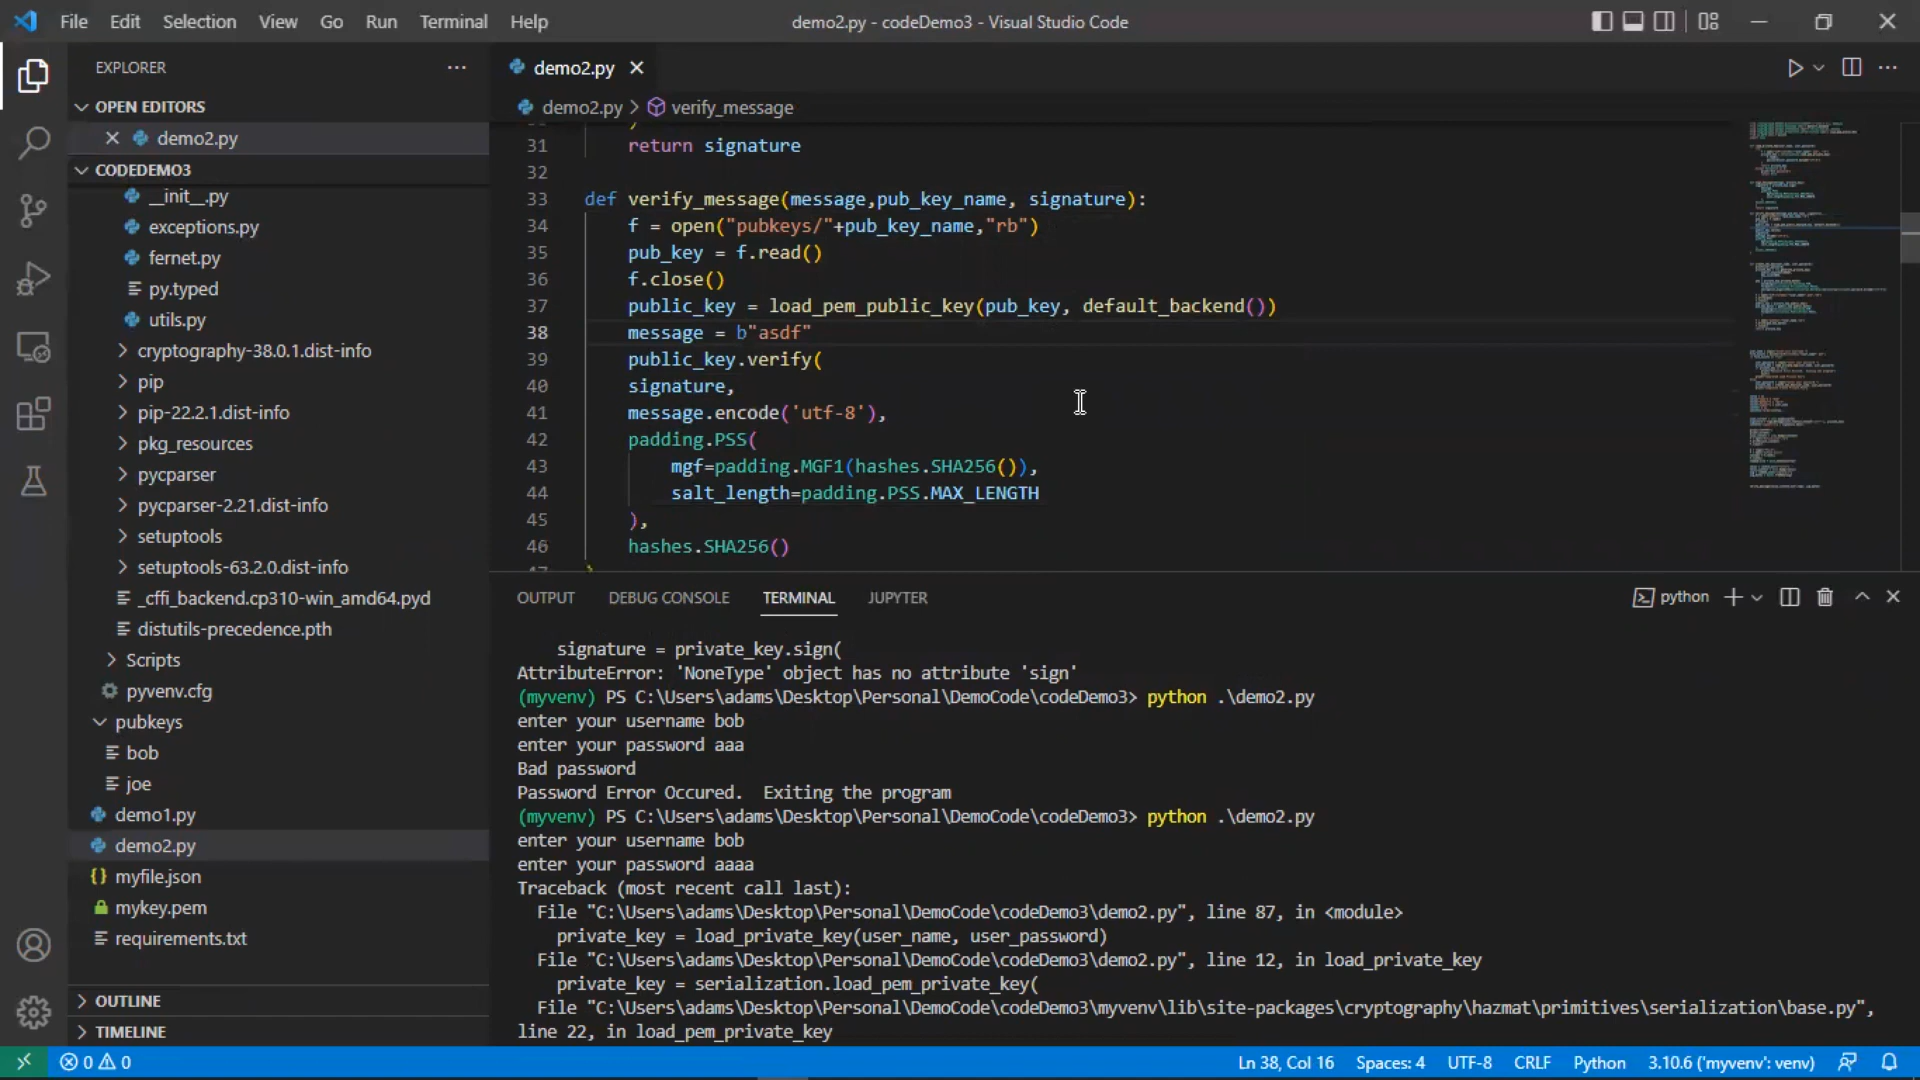 File Edit Selection View Go Run Terminal Help
demo2.py - codeDemo3 - Visual Studio Code
EXPLORER
OPEN EDITORS
demo2.py
CODEDEMO3
__init__.py
exceptions.py
fernet.py
py.typed
utils.py
cryptography-38.0.1.dist-info
pip
pip-22.2.1.dist-info
pkg_resources
pycparser
pycparser-2.21.dist-info
setuptools
setuptools-63.2.0.dist-info
_cffi_backend.cp310-win_amd64.pyd
distutils-precedence.pth
Scripts
pyvenv.cfg
pubkeys
bob
joe
demo1.py
demo2.py
myfile.json
mykey.pem
requirements.txt
OUTLINE
TIMELINE
demo2.py
demo2.py > verify_message
31 return signature
32
33 def verify_message(message,pub_key_name, signature):
34 f = open("pubkeys/"+pub_key_name,"rb")
35 pub_key = f.read()
36 f.close()
37 public_key = load_pem_public_key(pub_key, default_backend())
38 message = b"asdf"
39 public_key.verify(
40 signature,
41 message.encode('utf-8'),
42 padding.PSS(
43 mgf=padding.MGF1(hashes.SHA256()),
44 salt_length=padding.PSS.MAX_LENGTH
45 ),
46 hashes.SHA256()
OUTPUT DEBUG CONSOLE TERMINAL JUPYTER
python
signature = private_key.sign(
AttributeError: 'NoneType' object has no attribute 'sign'
(myvenv) PS C:\Users\adams\Desktop\Personal\DemoCode\codeDemo3> python .\demo2.py
enter your username bob
enter your password aaa
Bad password
Password Error Occured.  Exiting the program
(myvenv) PS C:\Users\adams\Desktop\Personal\DemoCode\codeDemo3> python .\demo2.py
enter your username bob
enter your password aaaa
Traceback (most recent call last):
File "C:\Users\adams\Desktop\Personal\DemoCode\codeDemo3\demo2.py", line 87, in <module>
private_key = load_private_key(user_name, user_password)
File "C:\Users\adams\Desktop\Personal\DemoCode\codeDemo3\demo2.py", line 12, in load_private_key
private_key = serialization.load_pem_private_key(
File "C:\Users\adams\Desktop\Personal\DemoCode\codeDemo3\myvenv\lib\site-packages\cryptography\hazmat\primitives\serialization\base.py",
line 22, in load_pem_private_key
0 0
Ln 38, Col 16 Spaces: 4 UTF-8 CRLF Python 3.10.6 ('myvenv': venv)